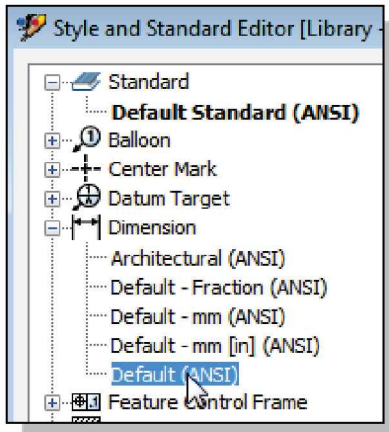 Style and Standard Editor [Library -
Standard
Default Standard (ANSI)
Balloon
Center Mark
Datum Target
Dimension
Architectural (ANSI)
Default - Fraction (ANSI)
Default - mm (ANSI)
Default - mm [in] (ANSI)
Default (ANSI)
Feature Control Frame